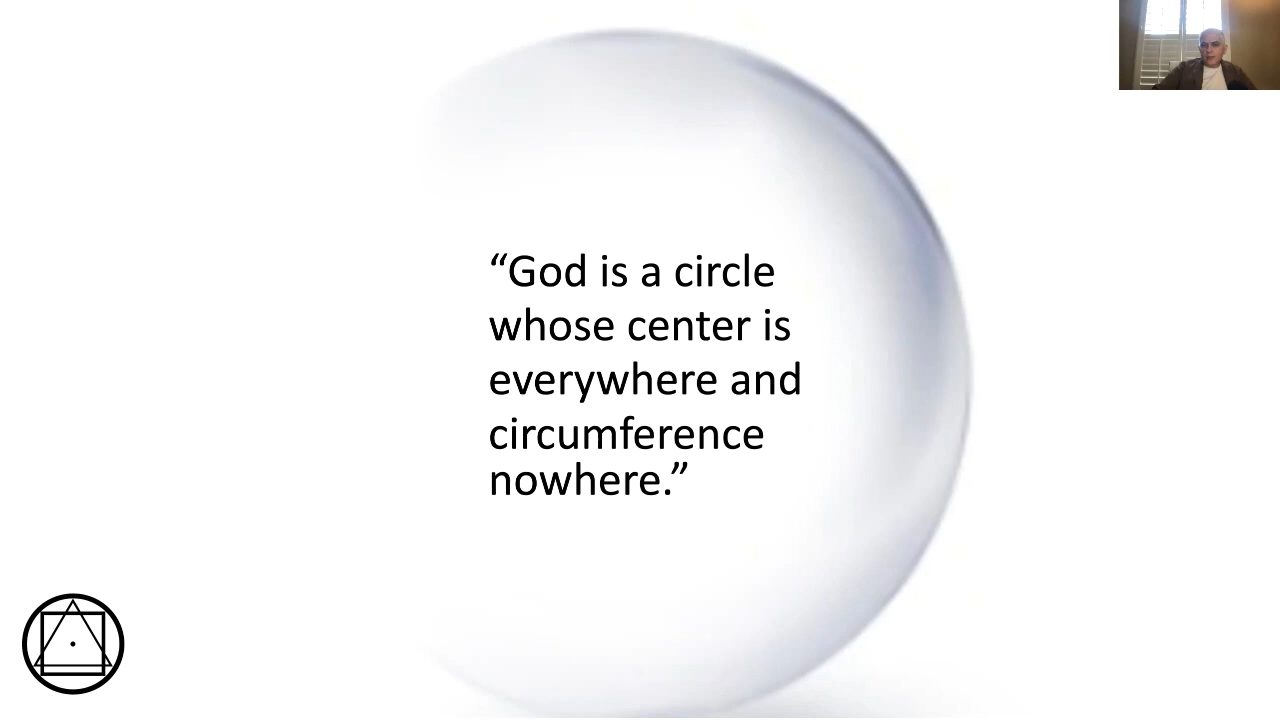 “God is a circle
whose center is
everywhere and
circumference
nowhere.”